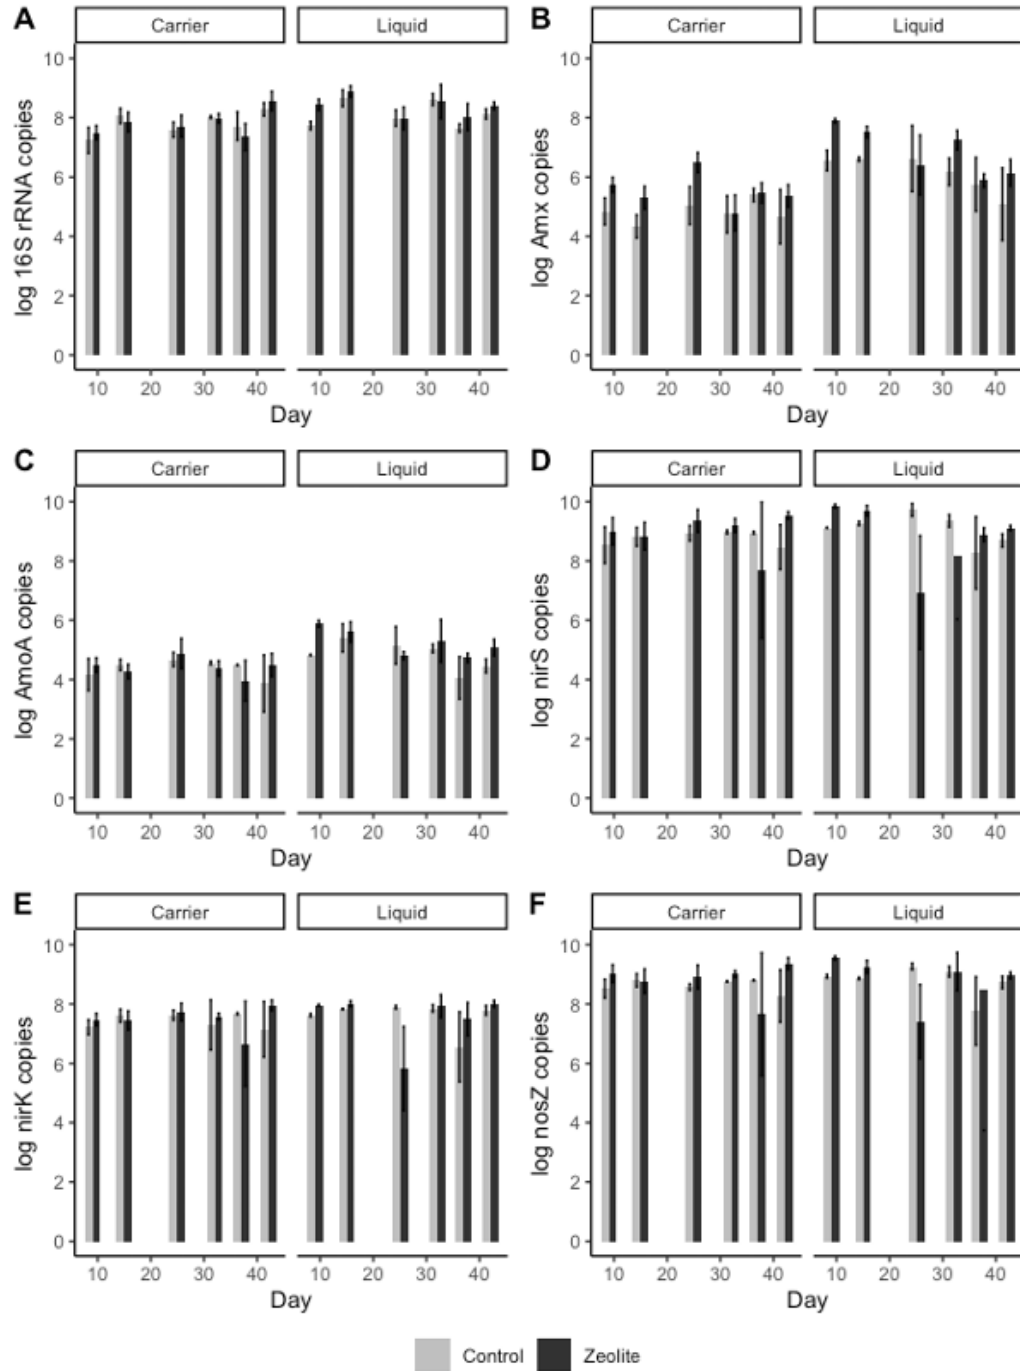 A
Carrier Liquid
log 16S rRNA copies
10
8
6
4
2
0
10 20 30 40 10 20 30 40
Day
B
Carrier Liquid
log Amx copies
10
8
6
4
2
0
10 20 30 40 10 20 30 40
Day
C
Carrier Liquid
log AmoA copies
10
8
6
4
2
0
10 20 30 40 10 20 30 40
Day
D
Carrier Liquid
log nirS copies
10
8
6
4
2
0
10 20 30 40 10 20 30 40
Day
E
Carrier Liquid
log nirK copies
10
8
6
4
2
0
10 20 30 40 10 20 30 40
Day
F
Carrier Liquid
log nosZ copies
10
8
6
4
2
0
10 20 30 40 10 20 30 40
Day
Control Zeolite